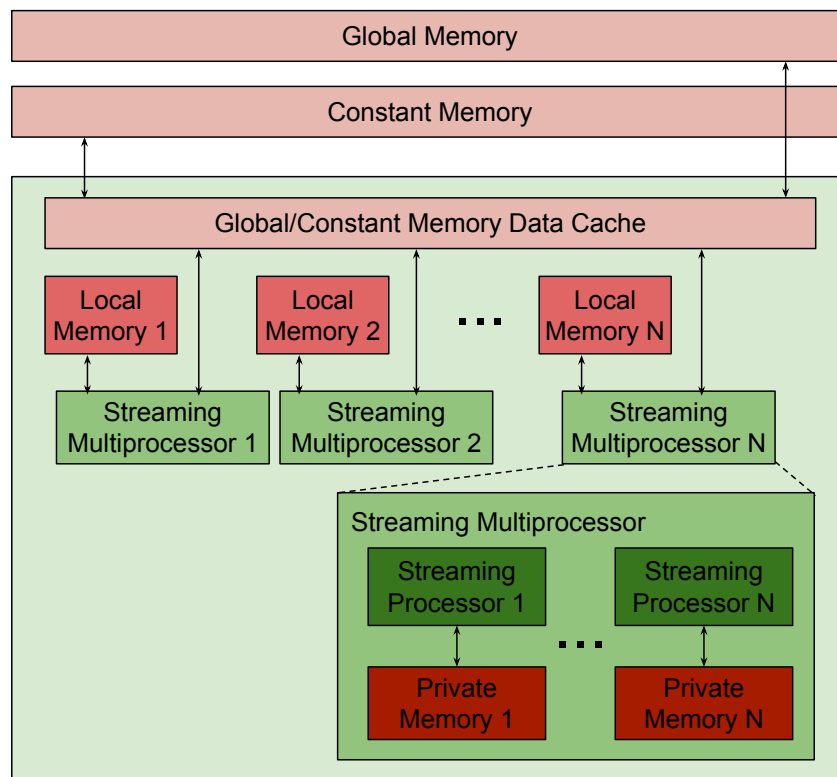 Global Memory
Constant Memory
Global/Constant Memory Data Cache
Local
Memory 1
Local
Memory 2
Local
Memory N
Streaming
Multiprocessor 1
Streaming
Multiprocessor 2
Streaming
Multiprocessor N
Streaming Multiprocessor
Streaming
Processor 1
Streaming
Processor N
Private
Memory 1
Private
Memory N